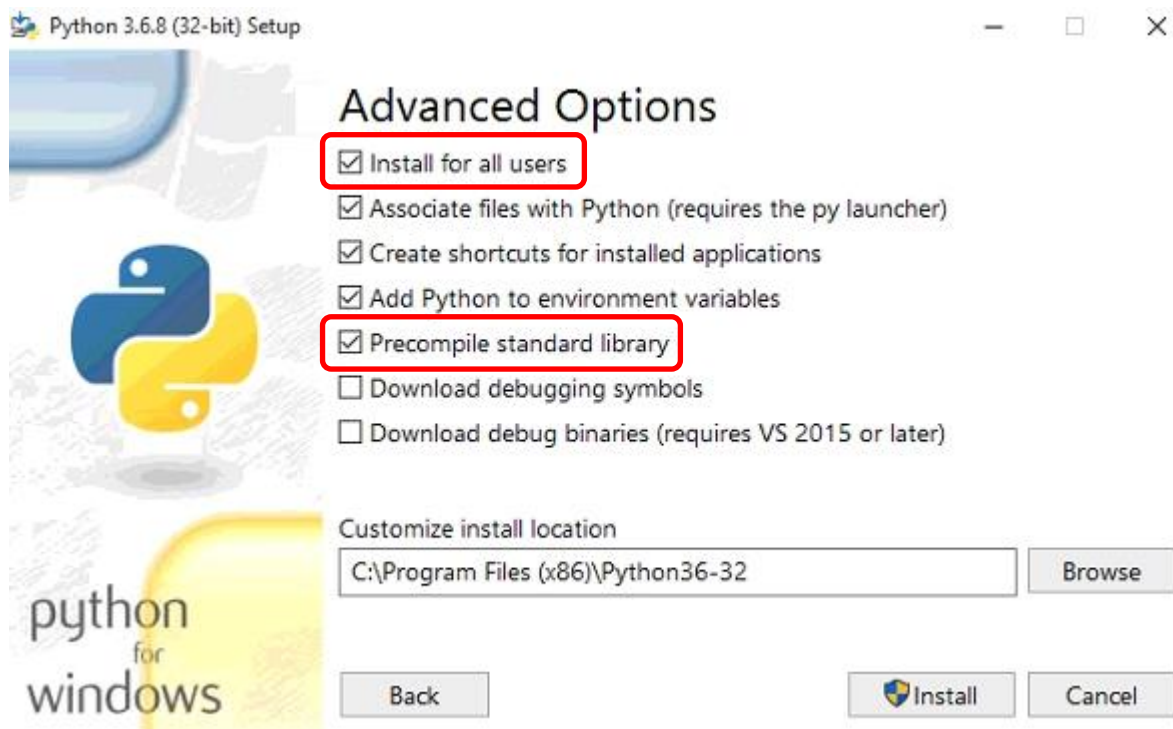 Python 3.6.8 (32-bit) Setup
Advanced Options
Install for all users
Associate files with Python (requires the py launcher)
Create shortcuts for installed applications
Add Python to environment variables
Precompile standard library
Download debugging symbols
Download debug binaries (requires VS 2015 or later)
Customize install location
C:\Program Files (x86)\Python36-32
Browse
python
for
windows
Back
Install
Cancel